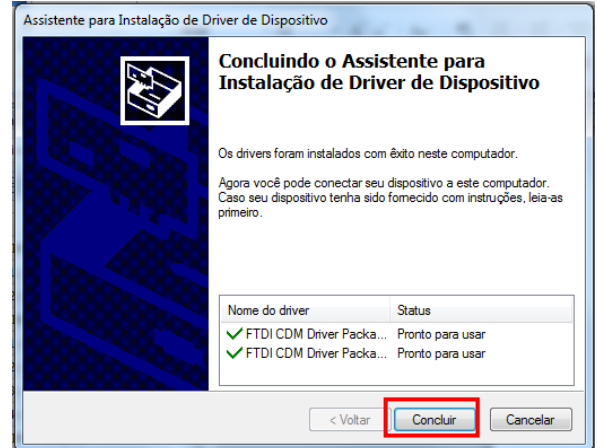 Assistente para Instalação de Driver de Dispositivo
Concluindo o Assistente para
Instalação de Driver de Dispositivo
Os drivers foram instalados com êxito neste computador.
Agora você pode conectar seu dispositivo a este computador.
Caso seu dispositivo tenha sido fornecido com instruções, leia-as
primeiro.
Nome do driver Status
FTDI CDM Driver Packa... Pronto para usar
FTDI CDM Driver Packa... Pronto para usar
< Voltar Concluir Cancelar